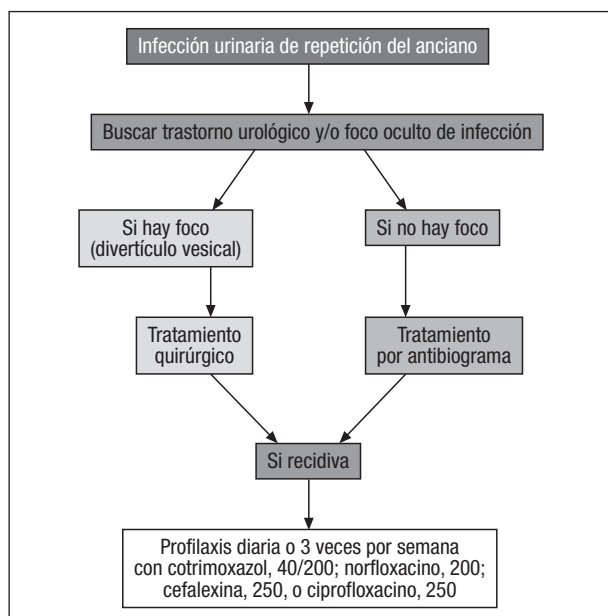 Infección urinaria de repetición del anciano
Buscar trastorno urológico y/o foco oculto de infección
Si hay foco
(divertículo vesical)
Si no hay foco
Tratamiento
quirúrgico
Tratamiento
por antibiograma
Si recidiva
Profilaxis diaria o 3 veces por semana
con cotrimoxazol, 40/200; norfloxacino, 200;
cefalexina, 250, o ciprofloxacino, 250